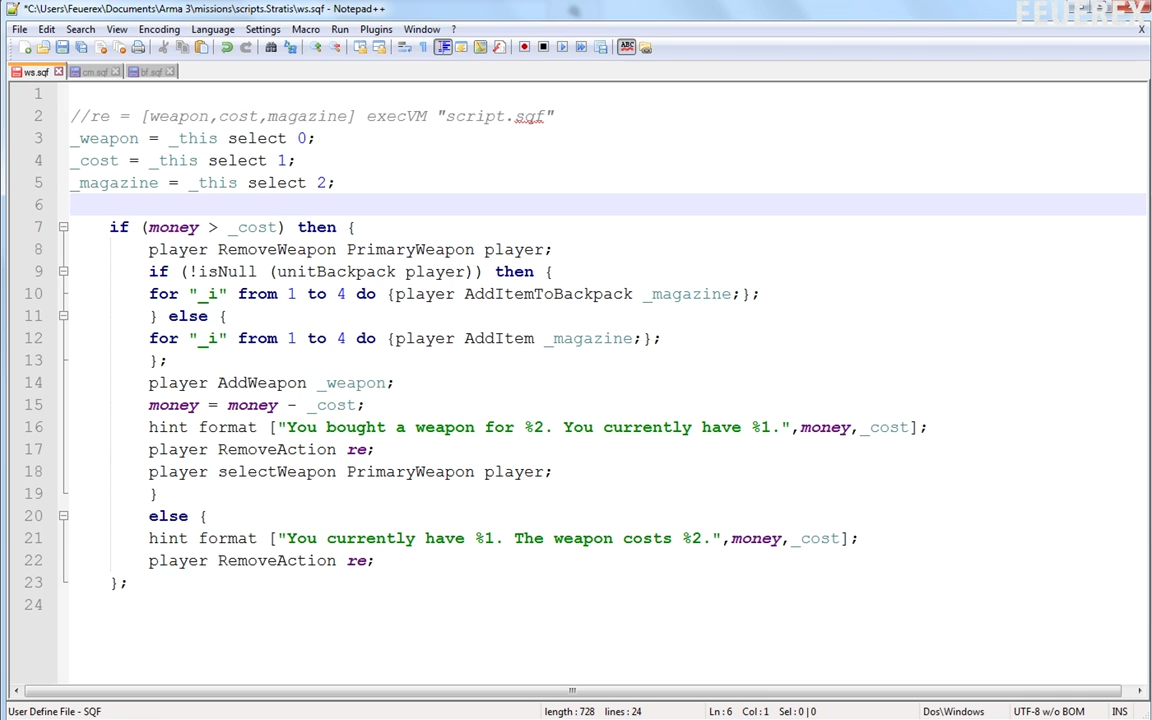 *C:\Users\Feuerex\Documents\Arma 3\missions\scripts.Stratis\ws.sqf - Notepad++
FEUEREX
File Edit Search View Encoding Language Settings Macro Run Plugins Window ? X
ws.sqf cm.sqf bf.sqf
1
2 //re = [weapon,cost,magazine] execVM "script.sqf"
3 _weapon = _this select 0;
4 _cost = _this select 1;
5 _magazine = _this select 2;
6
7 if (money > _cost) then {
8 player RemoveWeapon PrimaryWeapon player;
9 if (!isNull (unitBackpack player)) then {
10 for "_i" from 1 to 4 do {player AddItemToBackpack _magazine;};
11 } else {
12 for "_i" from 1 to 4 do {player AddItem _magazine;};
13 };
14 player AddWeapon _weapon;
15 money = money - _cost;
16 hint format ["You bought a weapon for %2. You currently have %1.",money,_cost];
17 player RemoveAction re;
18 player selectWeapon PrimaryWeapon player;
19 }
20 else {
21 hint format ["You currently have %1. The weapon costs %2.",money,_cost];
22 player RemoveAction re;
23 };
24
User Define File - SQF length : 728 lines : 24 Ln : 6 Col : 1 Sel : 0 | 0 Dos\Windows UTF-8 w/o BOM INS